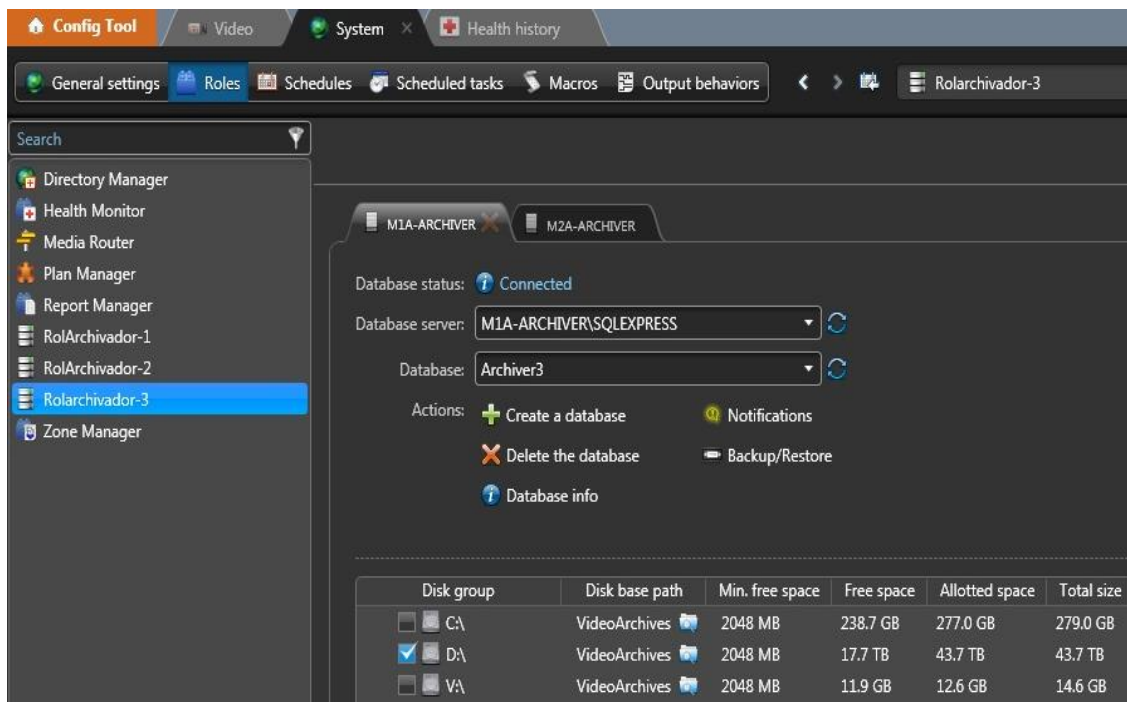 Config Tool Video System × Health history
General settings Roles Schedules Scheduled tasks Macros Output behaviors Rolarchivador-3
Search
Directory Manager
Health Monitor
Media Router
Plan Manager
Report Manager
RolArchivador-1
RolArchivador-2
Rolarchivador-3
Zone Manager
M1A-ARCHIVER M2A-ARCHIVER
Database status: Connected
Database server: M1A-ARCHIVER\SQLEXPRESS
Database: Archiver3
Actions: Create a database Notifications
Delete the database Backup/Restore
Database info
Disk group Disk base path Min. free space Free space Allotted space Total size
C:\ VideoArchives 2048 MB 238.7 GB 277.0 GB 279.0 GB
D:\ VideoArchives 2048 MB 17.7 TB 43.7 TB 43.7 TB
V:\ VideoArchives 2048 MB 11.9 GB 12.6 GB 14.6 GB